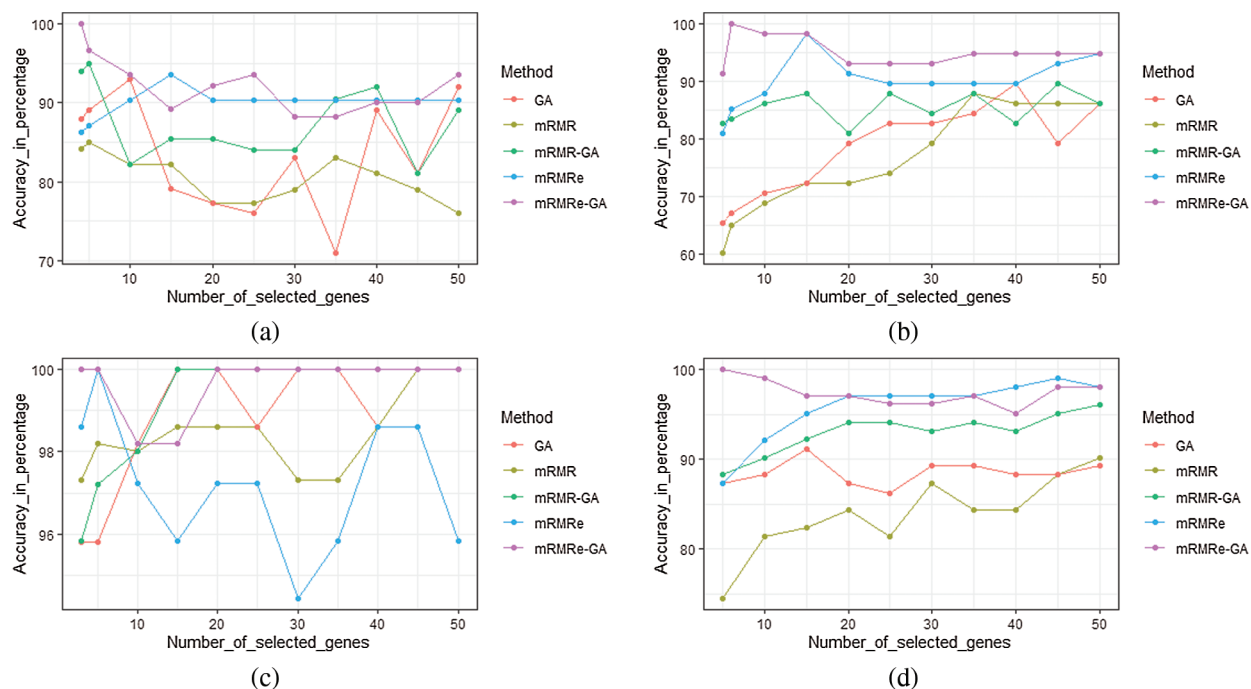 Accuracy_in_percentage
100
90
80
70
10
20
30
40
50
Number_of_selected_genes
Method
GA
mRMR
mRMR-GA
mRMRe
mRMRe-GA
(a)
Accuracy_in_percentage
100
90
80
70
60
10
20
30
40
50
Number_of_selected_genes
Method
GA
mRMR
mRMR-GA
mRMRe
mRMRe-GA
(b)
Accuracy_in_percentage
100
98
96
10
20
30
40
50
Number_of_selected_genes
Method
GA
mRMR
mRMR-GA
mRMRe
mRMRe-GA
(c)
Accuracy_in_percentage
100
90
80
10
20
30
40
50
Number_of_selected_genes
Method
GA
mRMR
mRMR-GA
mRMRe
mRMRe-GA
(d)